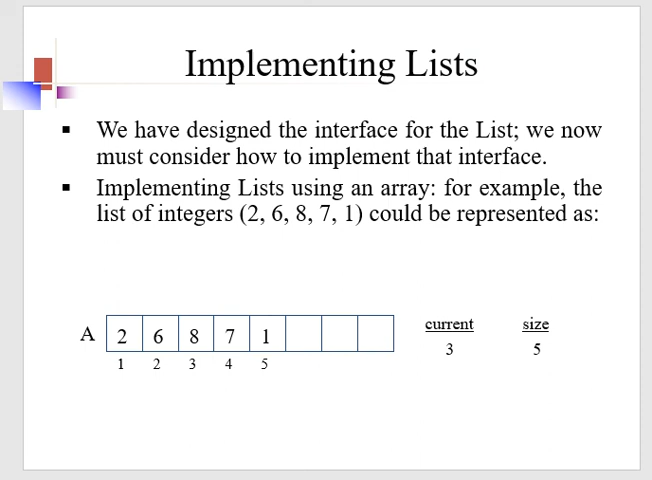 Implementing Lists
▪ We have designed the interface for the List; we now
must consider how to implement that interface.
▪ Implementing Lists using an array: for example, the
list of integers (2, 6, 8, 7, 1) could be represented as:
current size
A 2 6 8 7 1
3 5
1 2 3 4 5